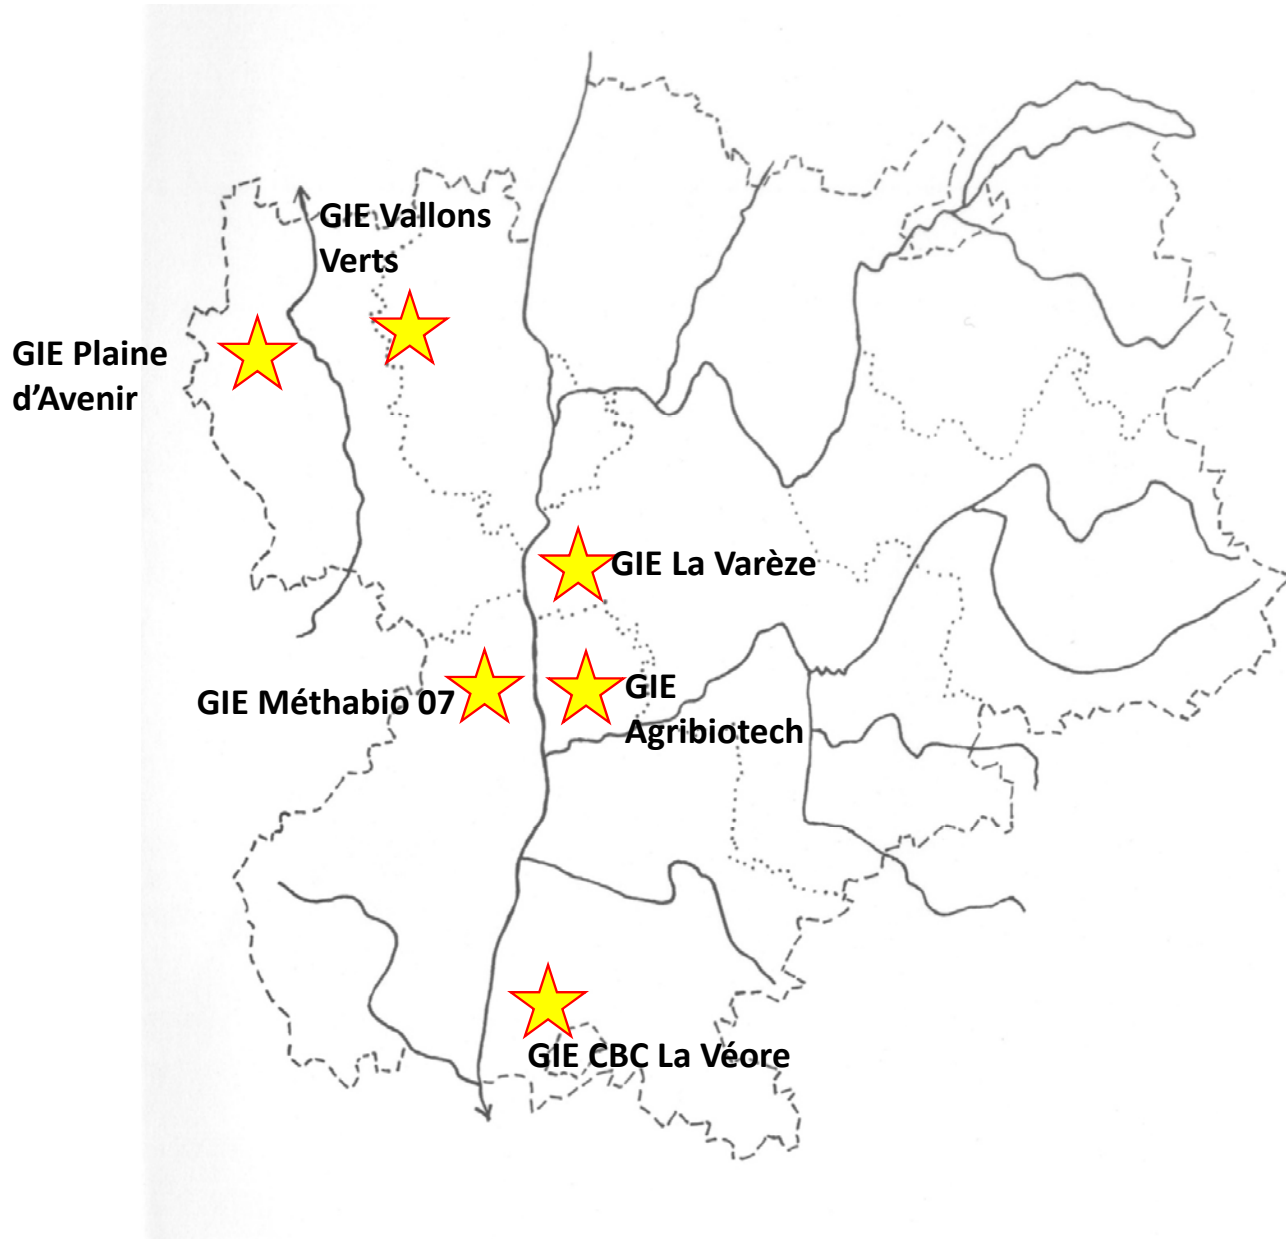 GIE Vallons
Verts
GIE Plaine
d'Avenir
GIE La Varèze
GIE Méthabio 07
GIE
Agribiotech
GIE CBC La Véore